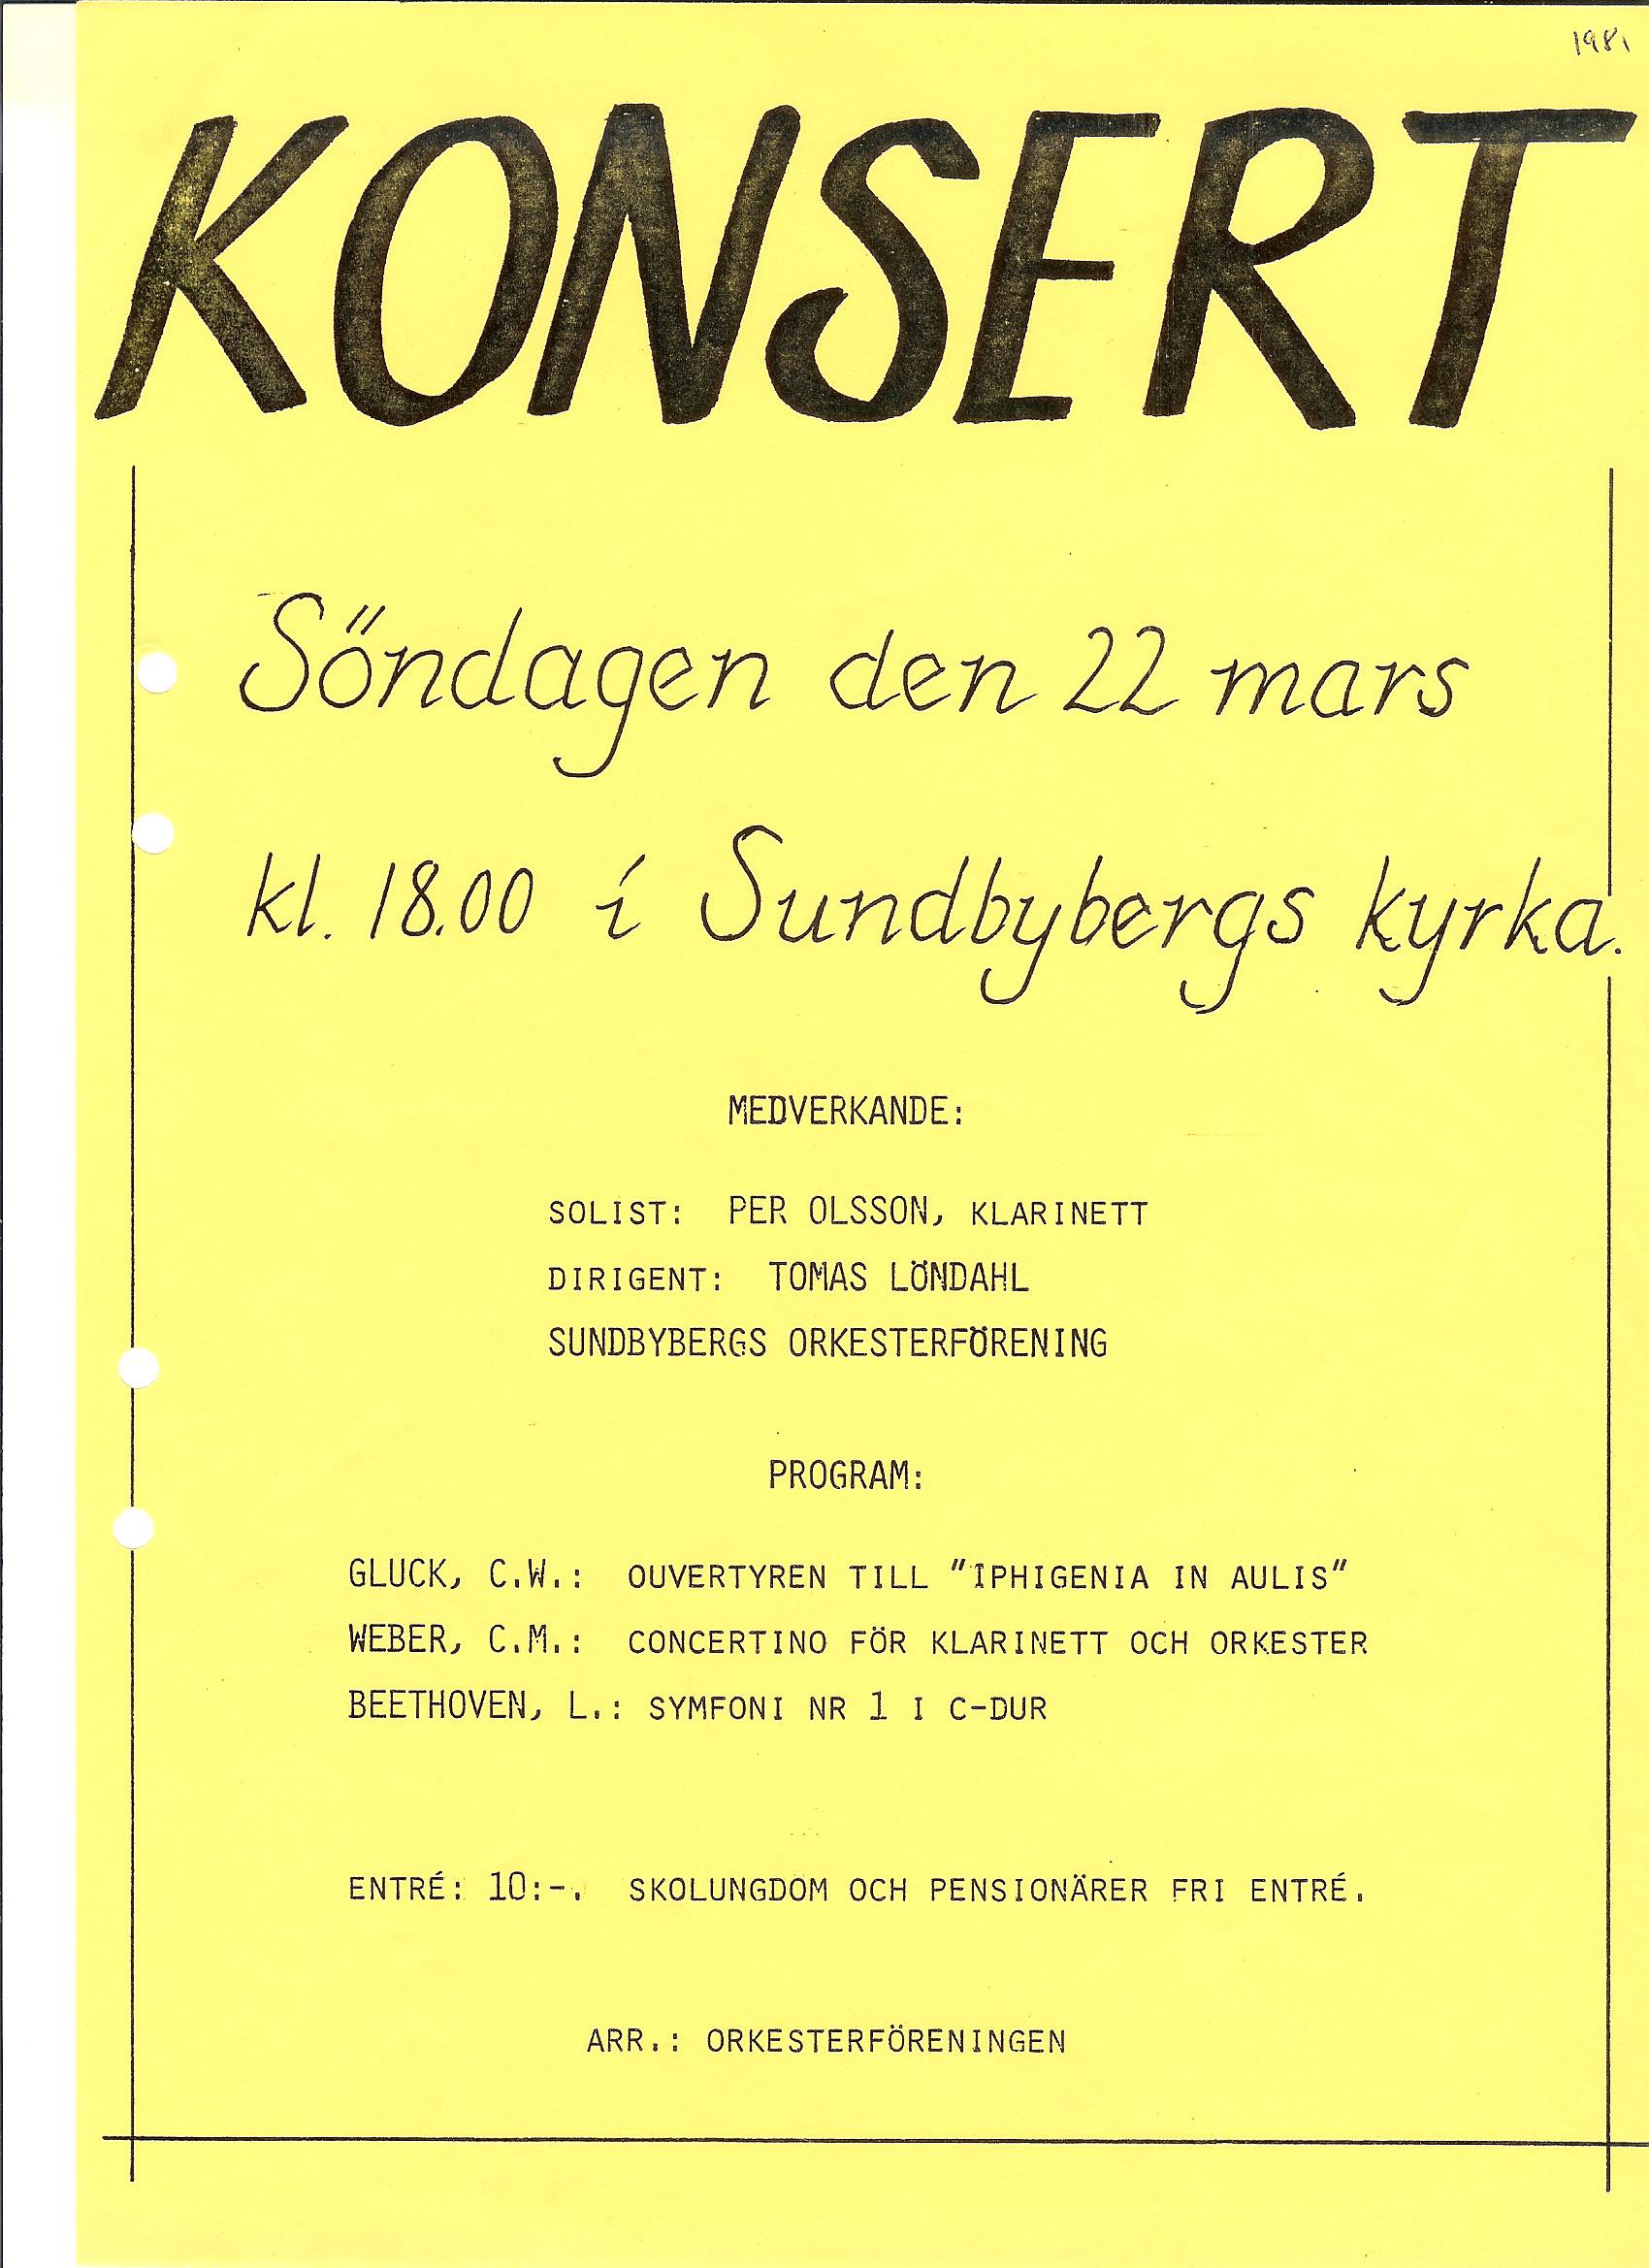 1981
KONSERT
Söndagen den 22 mars
kl. 18.00 i Sundbybergs kyrka.
MEDVERKANDE:
SOLIST: PER OLSSON, KLARINETT
DIRIGENT: TOMAS LÖNDAHL
SUNDBYBERGS ORKESTERFÖRENING
PROGRAM:
GLUCK, C.W.: OUVERTYREN TILL "IPHIGENIA IN AULIS"
WEBER, C.M.: CONCERTINO FÖR KLARINETT OCH ORKESTER
BEETHOVEN, L.: SYMFONI NR 1 I C-DUR
ENTRÉ: 10:-. SKOLUNGDOM OCH PENSIONÄRER FRI ENTRÉ.
ARR.: ORKESTERFÖRENINGEN